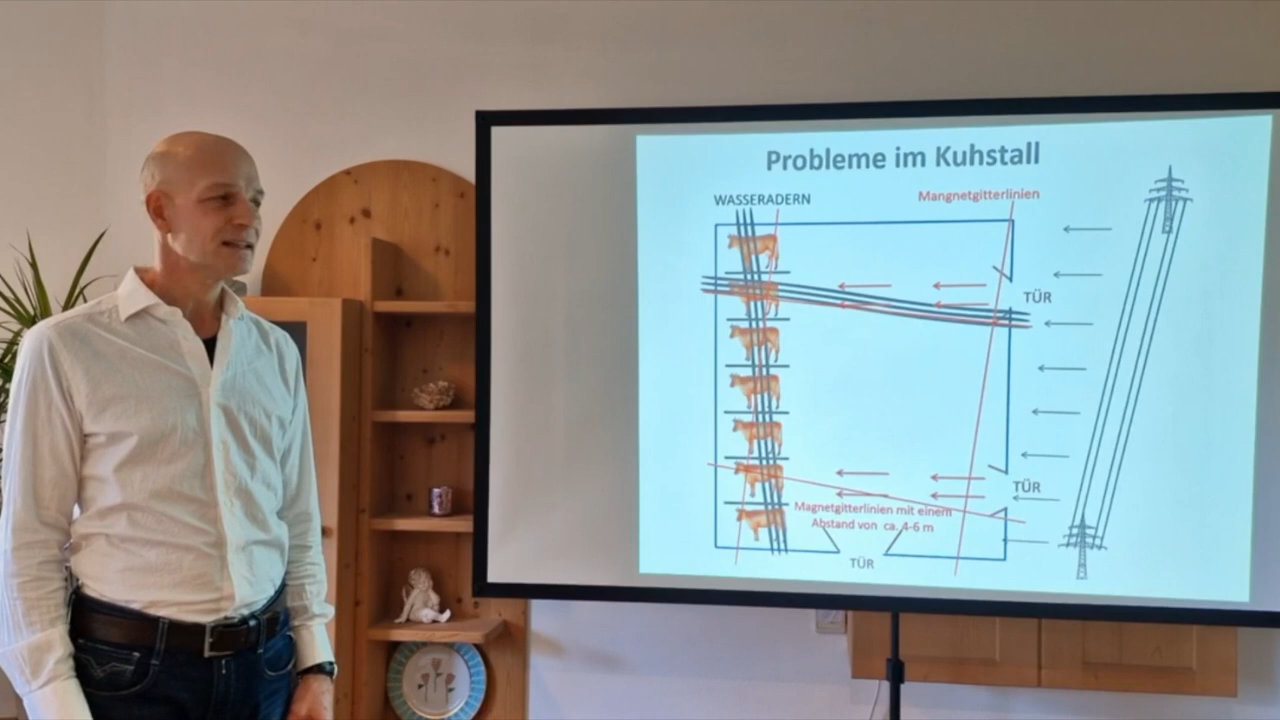 Probleme im Kuhstall
WASSERADERN
Mangnetgitterlinien
TÜR
TÜR
Magnetgitterlinien mit einem
Abstand von ca. 4-6 m
TÜR